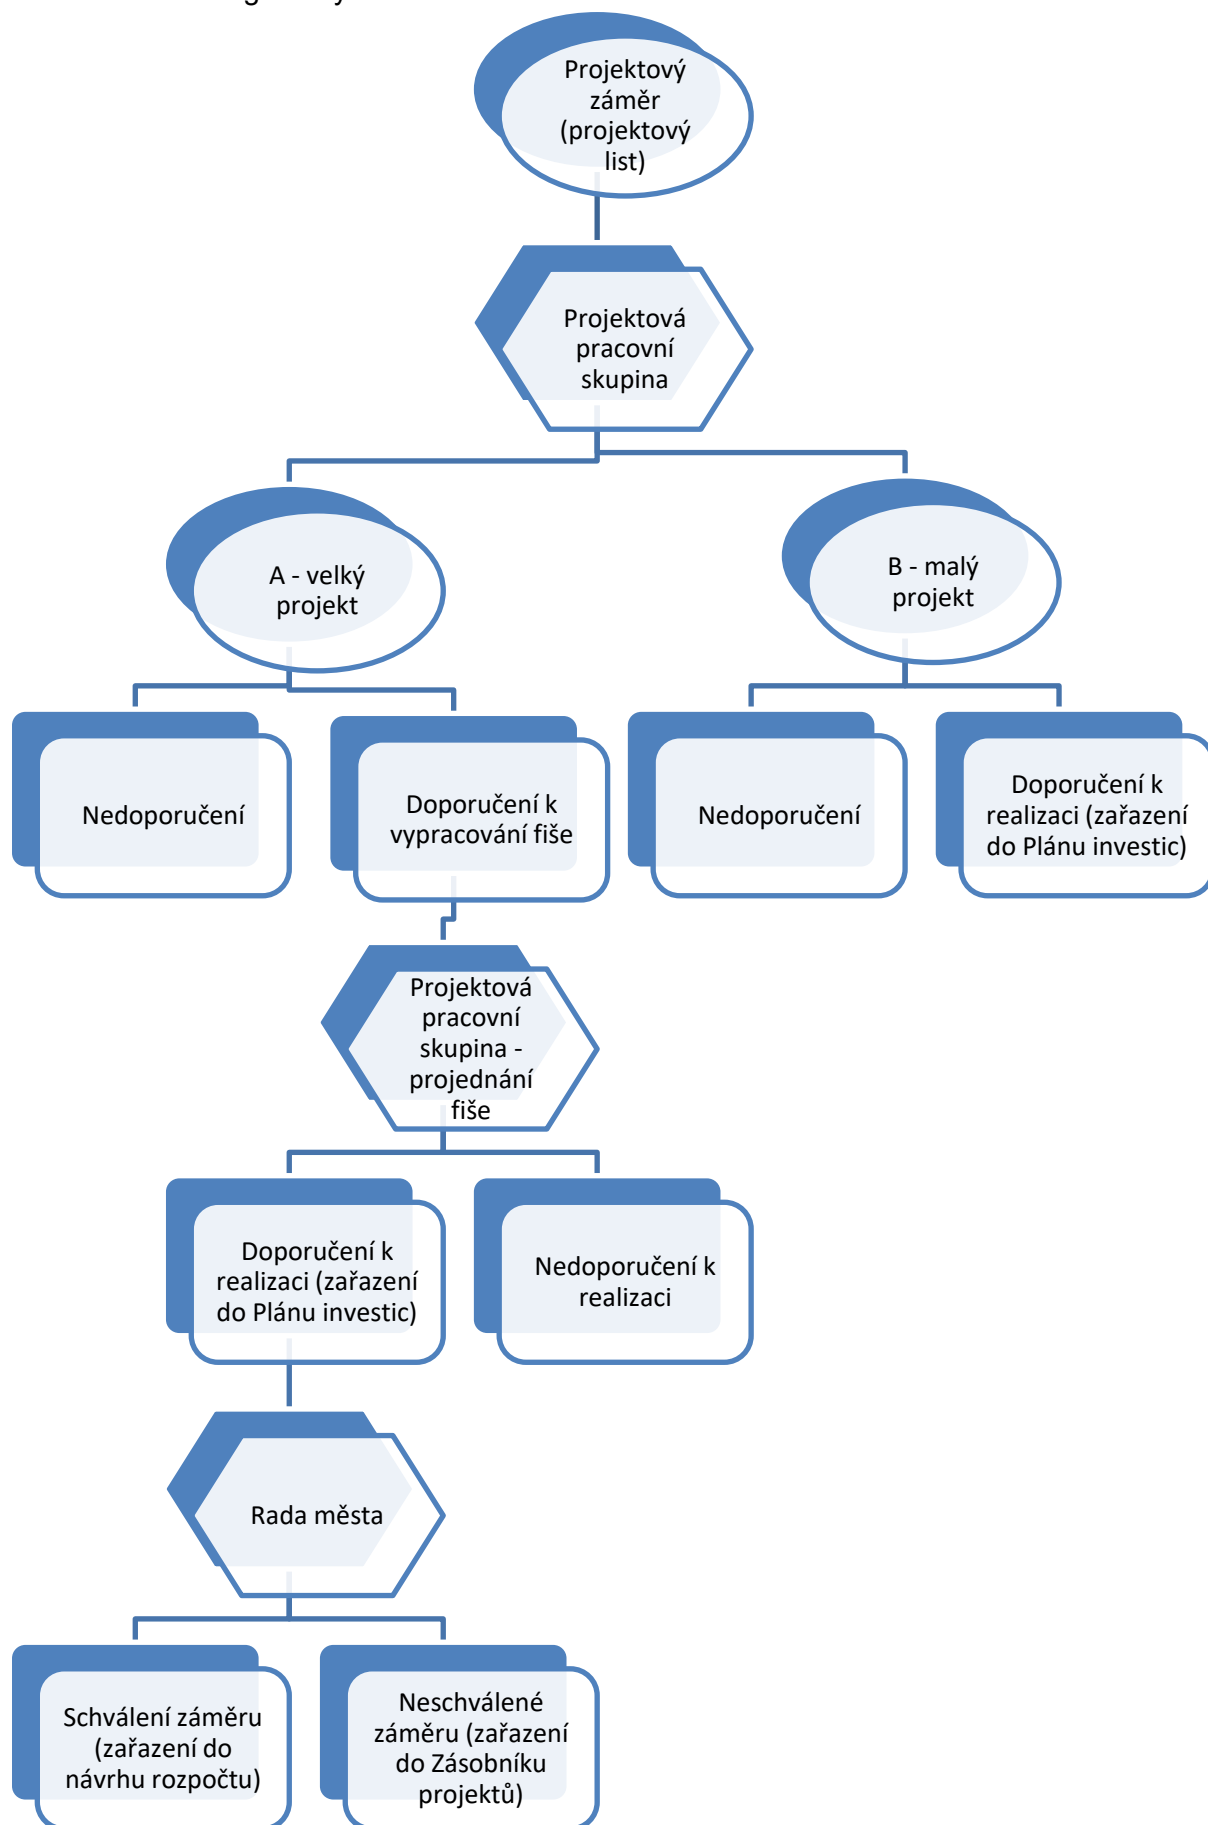 Projektový
záměr
(projektový
list)
Projektová
pracovní
skupina
A - velký
projekt
B - malý
projekt
Nedoporučení
Doporučení k
vypracování fiše
Nedoporučení
Doporučení k
realizaci (zařazení
do Plánu investic)
Projektová
pracovní
skupina -
projednání
fiše
Doporučení k
realizaci (zařazení
do Plánu investic)
Nedoporučení k
realizaci
Rada města
Schválení záměru
(zařazení do
návrhu rozpočtu)
Neschválené
záměru (zařazení
do Zásobníku
projektů)